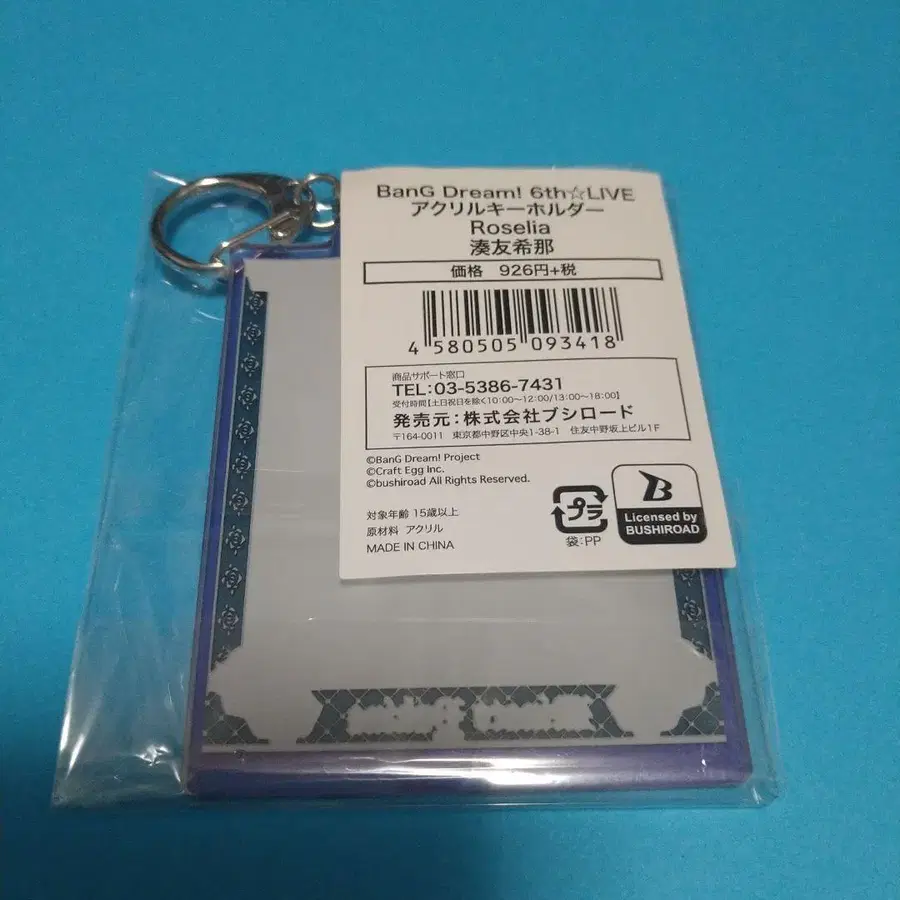 BanG Dream! 6th☆LIVE
アクリルキーホルダー
Roselia
湊友希那
価格 926円+税
4 580505 093418
商品サポート窓口
TEL:03-5386-7431
受付時間【土日祝日を除く10:00〜12:00/13:00〜18:00】
発売元:株式会社ブシロード
〒164-0011 東京都中野区中央1-38-1 住友中野坂上ビル1F
©BanG Dream! Project
©Craft Egg Inc.
©bushiroad All Rights Reserved.
対象年齢 15歳以上
原材料 アクリル
MADE IN CHINA
プラ
袋:PP
B
Licensed by
BUSHIROAD